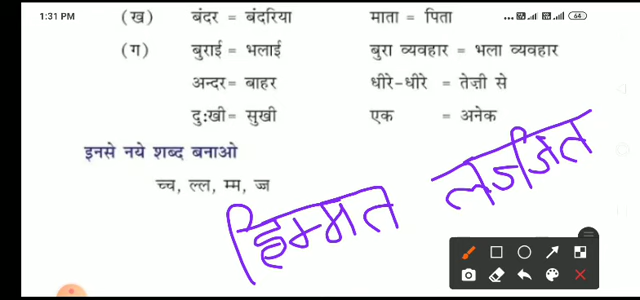 1:31 PM ... 64
(ख) बंदर = बंदरिया माता = पिता
(ग) बुराई = भलाई बुरा व्यवहार = भला व्यवहार
अन्दर = बाहर धीरे-धीरे = तेज़ी से
दुःखी = सुखी एक = अनेक
इनसे नये शब्द बनाओ
च्च, ल्ल, म्म, ज्ज
हिम्मत लज्जित